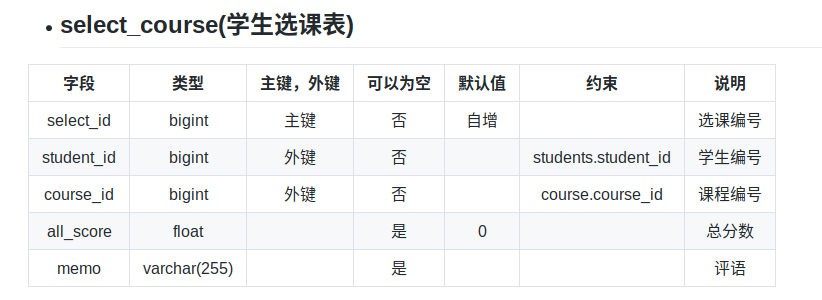 select_course(学生选课表)
字段 类型 主键，外键 可以为空 默认值 约束 说明
select_id bigint 主键 否 自增 选课编号
student_id bigint 外键 否 students.student_id 学生编号
course_id bigint 外键 否 course.course_id 课程编号
all_score float 是 0 总分数
memo varchar(255) 是 评语